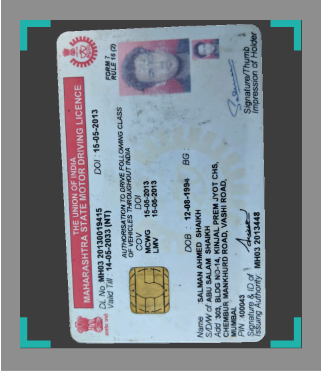 THE UNION OF INDIA
MAHARASHTRA STATE MOTOR DRIVING LICENCE
FORM 7
RULE 16 (2)
DL No MH03 20130019415
DOI : 15-05-2013
Valid Till : 14-05-2033 (NT)
AUTHORISATION TO DRIVE FOLLOWING CLASS
OF VEHICLES THROUGHOUT INDIA
COV DOI
MCWG 15-05-2013
LMV 15-05-2013
DOB : 12-08-1994 BG :
Name SALMAN AHMED SHAIKH
S/D/W of ABU SALAM SHAIKH
Add 303, BLDG NO-14, KINJAL PREM JYOT CHS,
CHEMBUR MANKHURD ROAD, VASHI ROAD,
MUMBAI
PIN 400043
Signature & ID of
Issuing Authority: MH03 2013448
Signature/Thumb
Impression of Holder